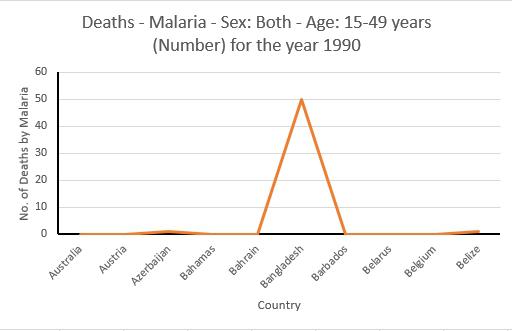 Deaths - Malaria - Sex: Both - Age: 15-49 years
(Number) for the year 1990
No. of Deaths by Malaria
60
50
40
30
20
10
0
Australia
Austria
Azerbaijan
Bahamas
Bahrain
Bangladesh
Barbados
Belarus
Belgium
Belize
Country